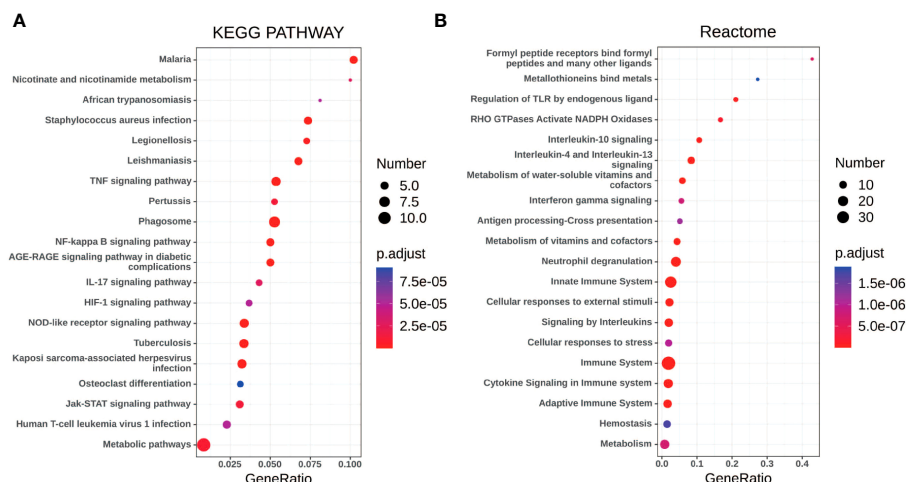 A
KEGG PATHWAY
Malaria
Nicotinate and nicotinamide metabolism
African trypanosomiasis
Staphylococcus aureus infection
Legionellosis
Leishmaniasis
TNF signaling pathway
Pertussis
Phagosome
NF-kappa B signaling pathway
AGE-RAGE signaling pathway in diabetic
complications
IL-17 signaling pathway
HIF-1 signaling pathway
NOD-like receptor signaling pathway
Tuberculosis
Kaposi sarcoma-associated herpesvirus
infection
Osteoclast differentiation
Jak-STAT signaling pathway
Human T-cell leukemia virus 1 infection
Metabolic pathways
0.025 0.050 0.075 0.100
GeneRatio
Number
5.0
7.5
10.0
p.adjust
7.5e-05
5.0e-05
2.5e-05
B
Reactome
Formyl peptide receptors bind formyl
peptides and many other ligands
Metallothioneins bind metals
Regulation of TLR by endogenous ligand
RHO GTPases Activate NADPH Oxidases
Interleukin-10 signaling
Interleukin-4 and Interleukin-13
signaling
Metabolism of water-soluble vitamins and
cofactors
Interferon gamma signaling
Antigen processing-Cross presentation
Metabolism of vitamins and cofactors
Neutrophil degranulation
Innate Immune System
Cellular responses to external stimuli
Signaling by Interleukins
Cellular responses to stress
Immune System
Cytokine Signaling in Immune system
Adaptive Immune System
Hemostasis
Metabolism
0.0 0.1 0.2 0.3 0.4
GeneRatio
Number
10
20
30
p.adjust
1.5e-06
1.0e-06
5.0e-07